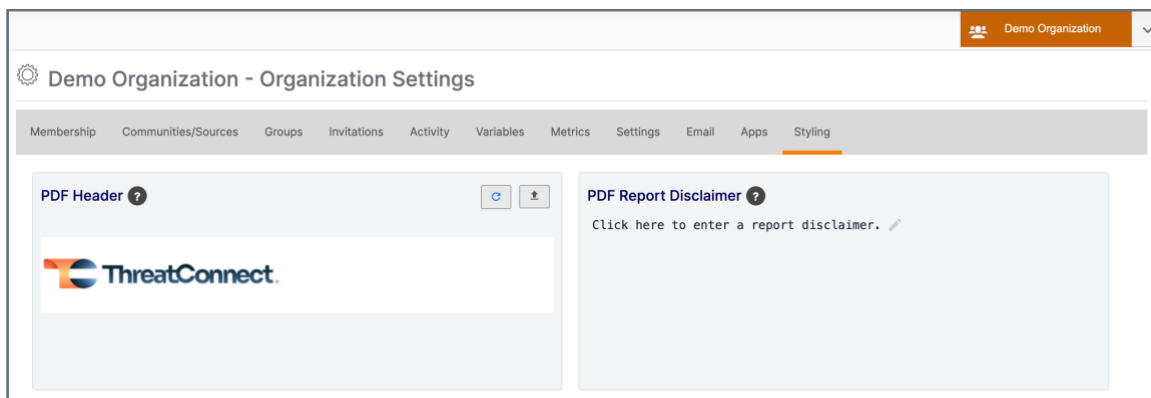 Demo Organization
Demo Organization - Organization Settings
Membership Communities/Sources Groups Invitations Activity Variables Metrics Settings Email Apps Styling
PDF Header ?
ThreatConnect.
PDF Report Disclaimer ?
Click here to enter a report disclaimer.